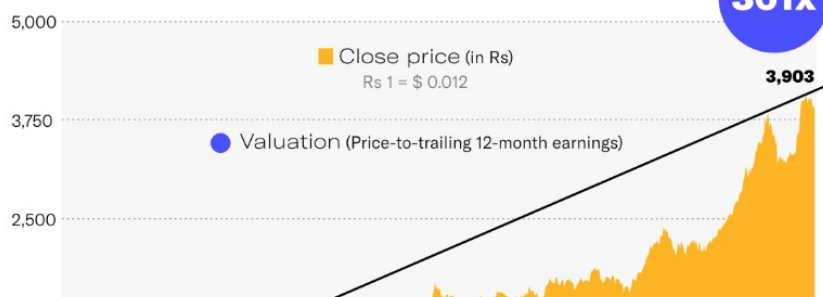 361x
5,000
Close price (in Rs)
Rs 1 = $ 0.012
3,903
3,750
Valuation (Price-to-trailing 12-month earnings)
2,500